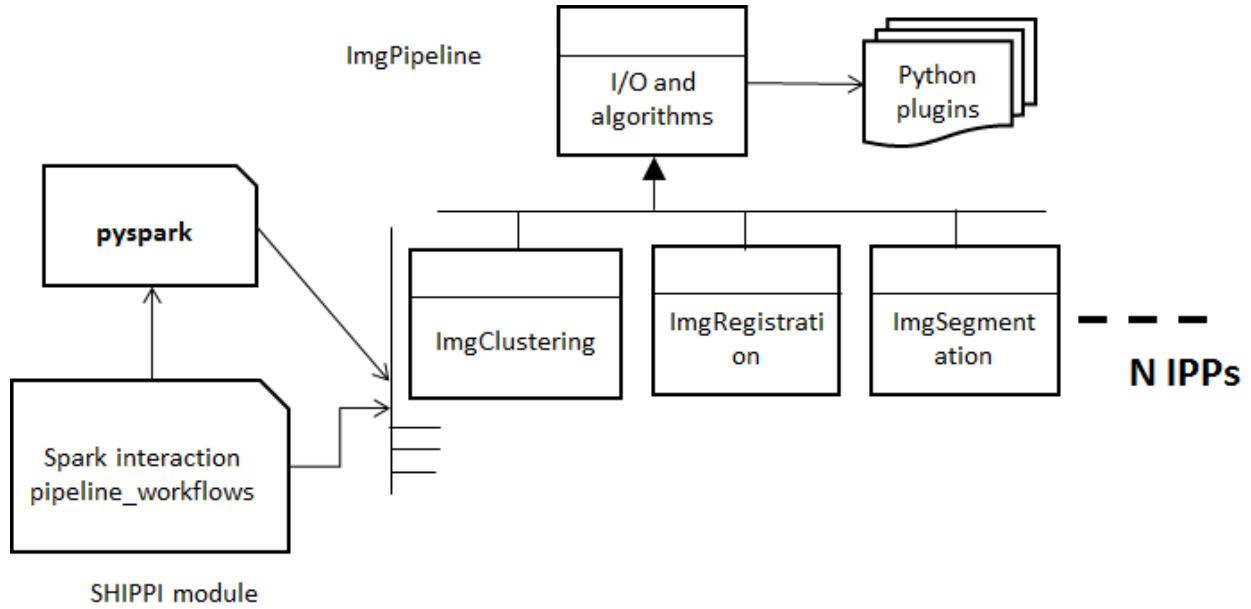 ImgPipeline
I/O and
algorithms
Python
plugins
pyspark
ImgClustering
ImgRegistrati
on
ImgSegment
ation
N IPPs
Spark interaction
pipeline_workflows
SHIPPI module